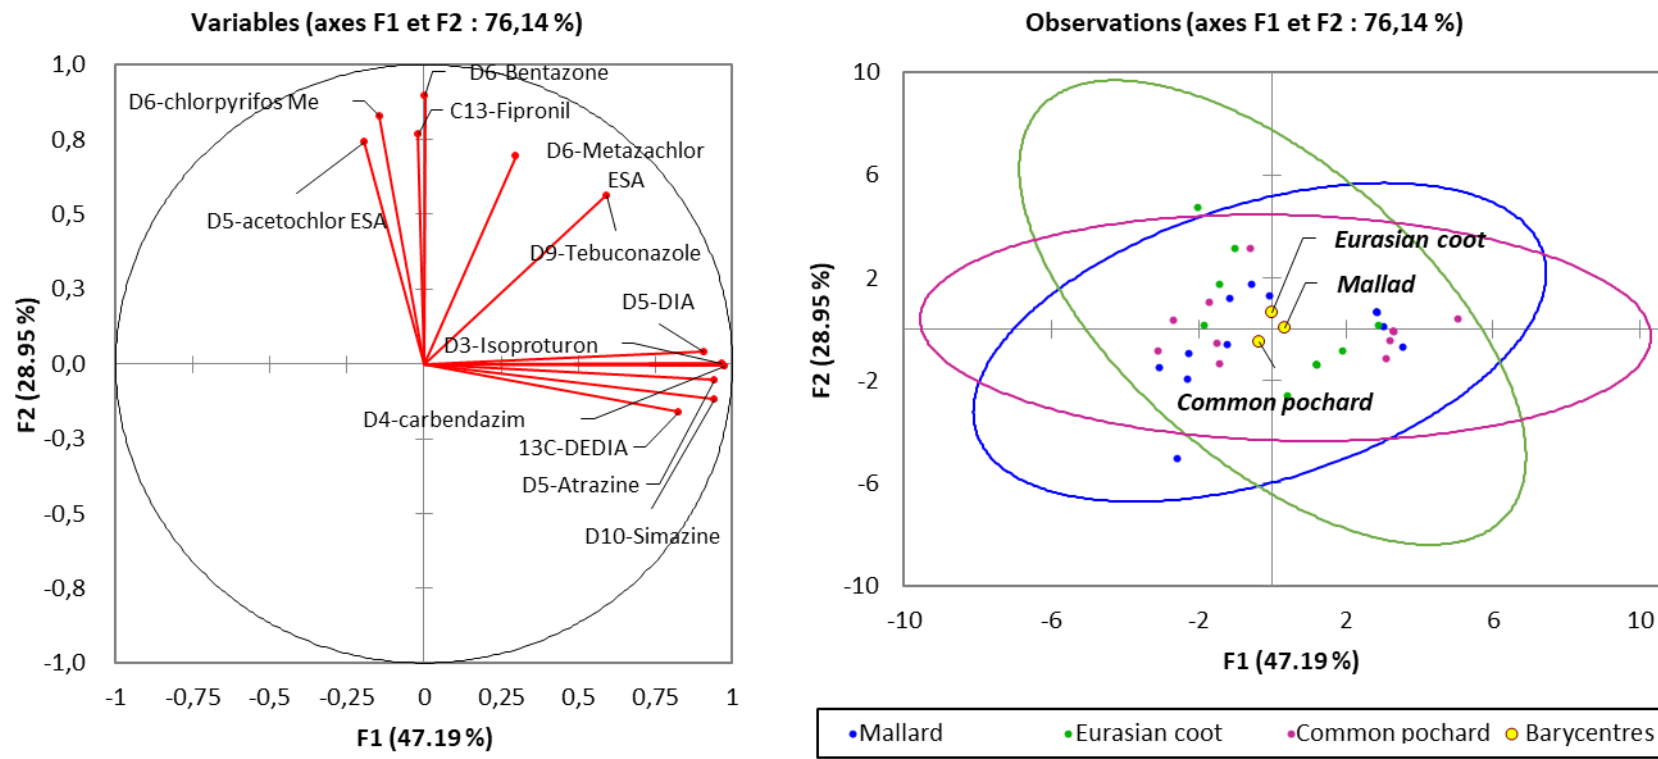 Variables (axes F1 et F2 : 76,14 %)
1,0
0,8
0,5
0,3
0,0
-0,3
-0,5
-0,8
-1,0
F2 (28.95 %)
D6-Bentazone
D6-chlorpyrifos Me
C13-Fipronil
D6-Metazachlor
ESA
D5-acetochlor ESA
D9-Tebuconazole
D5-DIA
D3-Isoproturon
D4-carbendazim
13C-DEDIA
D5-Atrazine
D10-Simazine
-1
-0,75
-0,5
-0,25
0
0,25
0,5
0,75
1
F1 (47.19 %)
Observations (axes F1 et F2 : 76,14 %)
10
6
2
-2
-6
-10
F2 (28.95 %)
Eurasian coot
Mallad
Common pochard
-10
-6
-2
2
6
10
F1 (47.19 %)
Mallard
Eurasian coot
Common pochard
Barycentres